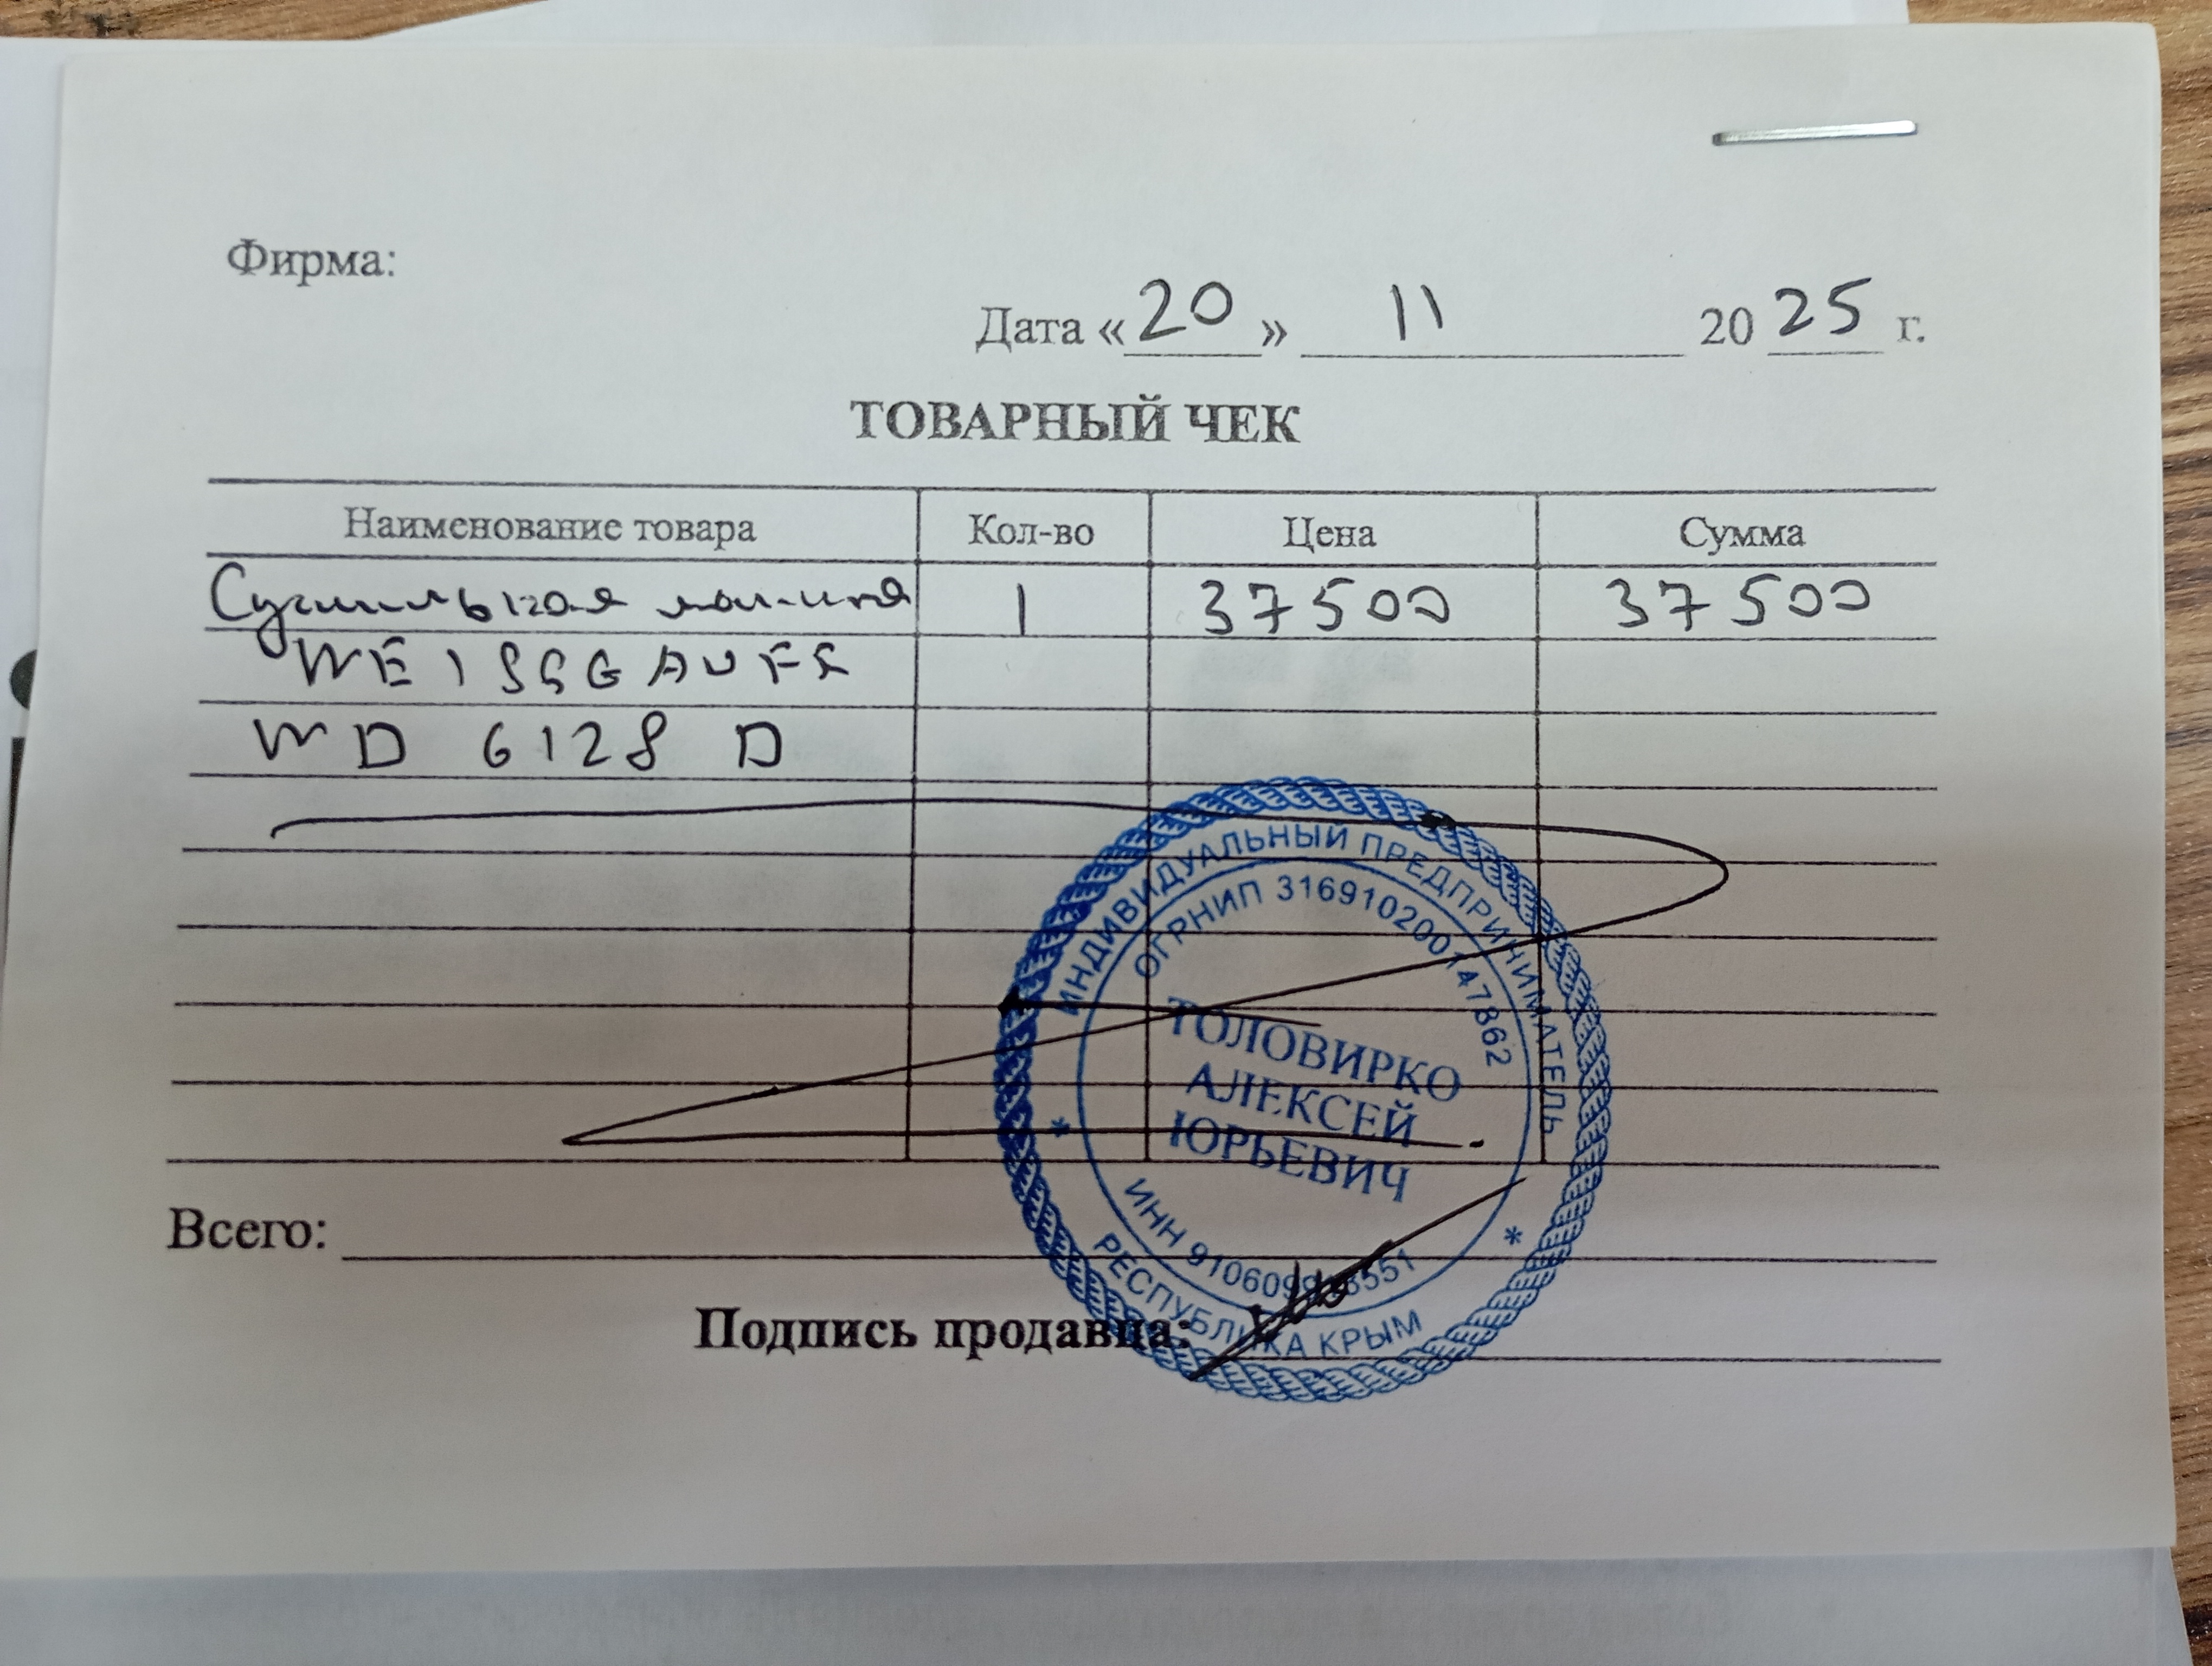 Фирма:
Дата «20» 11 2025 г.
ТОВАРНЫЙ ЧЕК
Наименование товара Кол-во Цена Сумма
Сушильная машина 1 37500 37500
WEISSGAUFF
WD 6128 D
ИНДИВИДУАЛЬНЫЙ ПРЕДПРИНИМАТЕЛЬ
ОГРНИП 316910200147862
ТОЛОВИРКО
АЛЕКСЕЙ
ЮРЬЕВИЧ
ИНН
РЕСПУБЛИКА КРЫМ
Всего:
Подпись продавца: